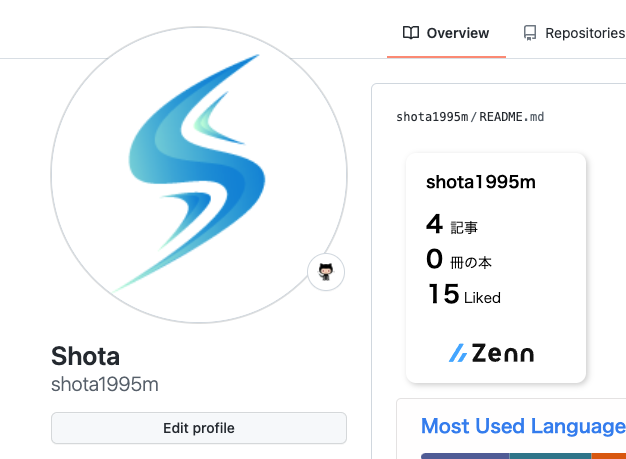 Overview
Repositories
shota1995m/README.md
shota1995m
4 記事
0 冊の本
15 Liked
Zenn
Shota
shota1995m
Edit profile
Most Used Language